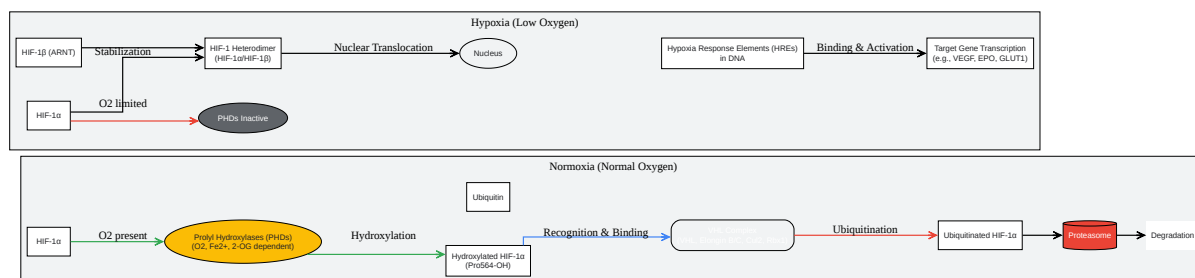 Hypoxia (Low Oxygen)
HIF-1β (ARNT)
Stabilization
HIF-1 Heterodimer
(HIF-1α/HIF-1β)
Nuclear Translocation
Nucleus
Hypoxia Response Elements (HREs)
in DNA
Binding & Activation
Target Gene Transcription
(e.g., VEGF, EPO, GLUT1)
HIF-1α
O2 limited
PHDs Inactive
Normoxia (Normal Oxygen)
Ubiquitin
HIF-1α
O2 present
Prolyl Hydroxylases (PHDs)
(O2, Fe2+, 2-OG dependent)
Hydroxylation
Hydroxylated HIF-1α
(Pro564-OH)
Recognition & Binding
Ubiquitination
Ubiquitinated HIF-1α
Proteasome
Degradation